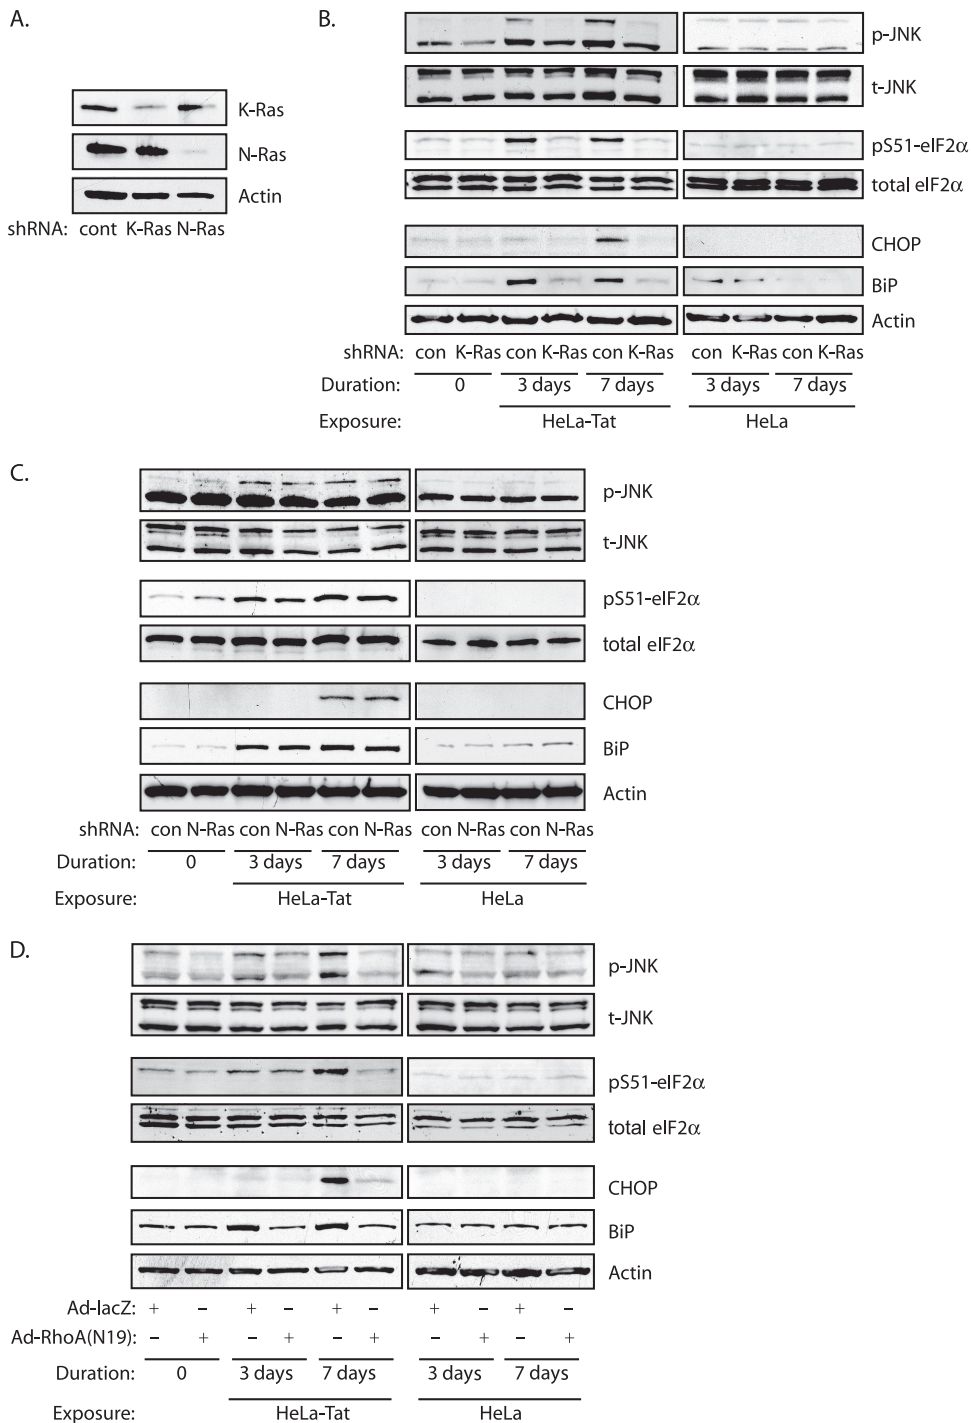 A.
K-Ras
N-Ras
Actin
shRNA: cont K-Ras N-Ras
B.
p-JNK
t-JNK
pS51-eIF2α
total eIF2α
CHOP
BiP
Actin
shRNA: con K-Ras con K-Ras con K-Ras con K-Ras con K-Ras
Duration: 0 3 days 7 days 3 days 7 days
Exposure: HeLa-Tat HeLa
C.
p-JNK
t-JNK
pS51-eIF2α
total eIF2α
CHOP
BiP
Actin
shRNA: con N-Ras con N-Ras con N-Ras con N-Ras con N-Ras
Duration: 0 3 days 7 days 3 days 7 days
Exposure: HeLa-Tat HeLa
D.
p-JNK
t-JNK
pS51-eIF2α
total eIF2α
CHOP
BiP
Actin
Ad-lacZ: + – + – + – + – + –
Ad-RhoA(N19): – + – + – + – + – +
Duration: 0 3 days 7 days 3 days 7 days
Exposure: HeLa-Tat HeLa